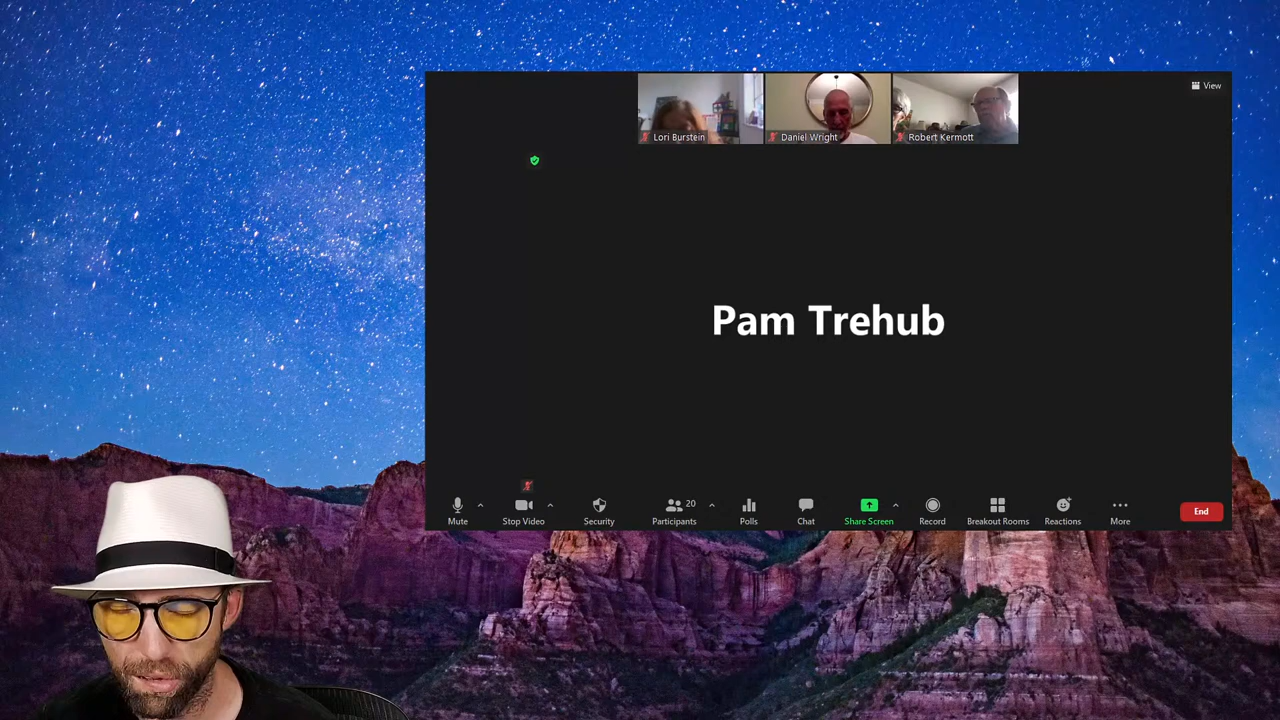 View
Lori Burstein
Daniel Wright
Robert Kermott
Pam Trehub
20
Mute
Stop Video
Security
Participants
Polls
Chat
Share Screen
Record
Breakout Rooms
Reactions
More
End